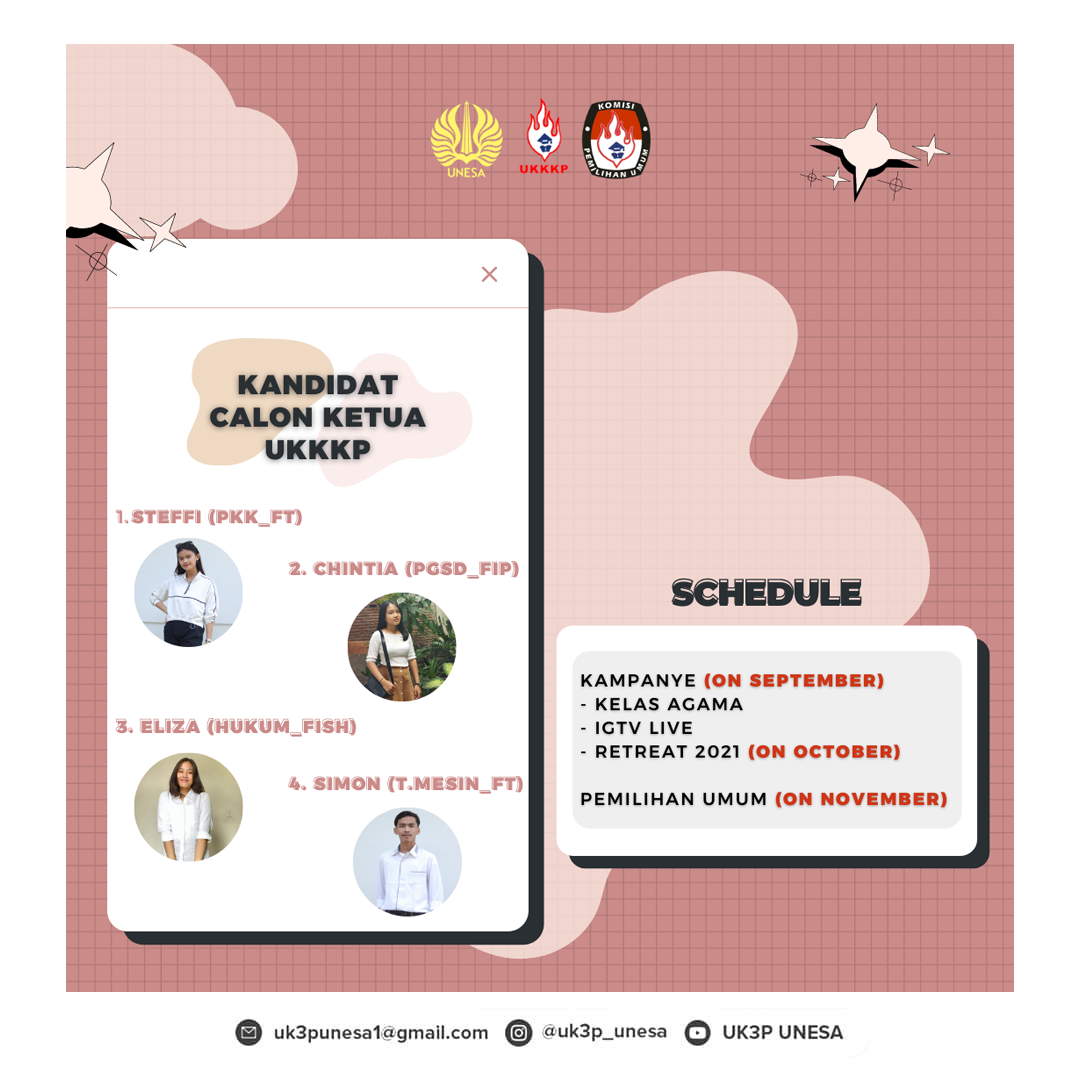 UNESA
UKKKP
KOMISI
PEMILIHAN UMUM
KANDIDAT
CALON KETUA
UKKKP
1. STEFFI (PKK_FT)
2. CHINTIA (PGSD_FIP)
3. ELIZA (HUKUM_FISH)
4. SIMON (T.MESIN_FT)
SCHEDULE
KAMPANYE (ON SEPTEMBER)
- KELAS AGAMA
- IGTV LIVE
- RETREAT 2021 (ON OCTOBER)
PEMILIHAN UMUM (ON NOVEMBER)
uk3punesa1@gmail.com @uk3p_unesa UK3P UNESA